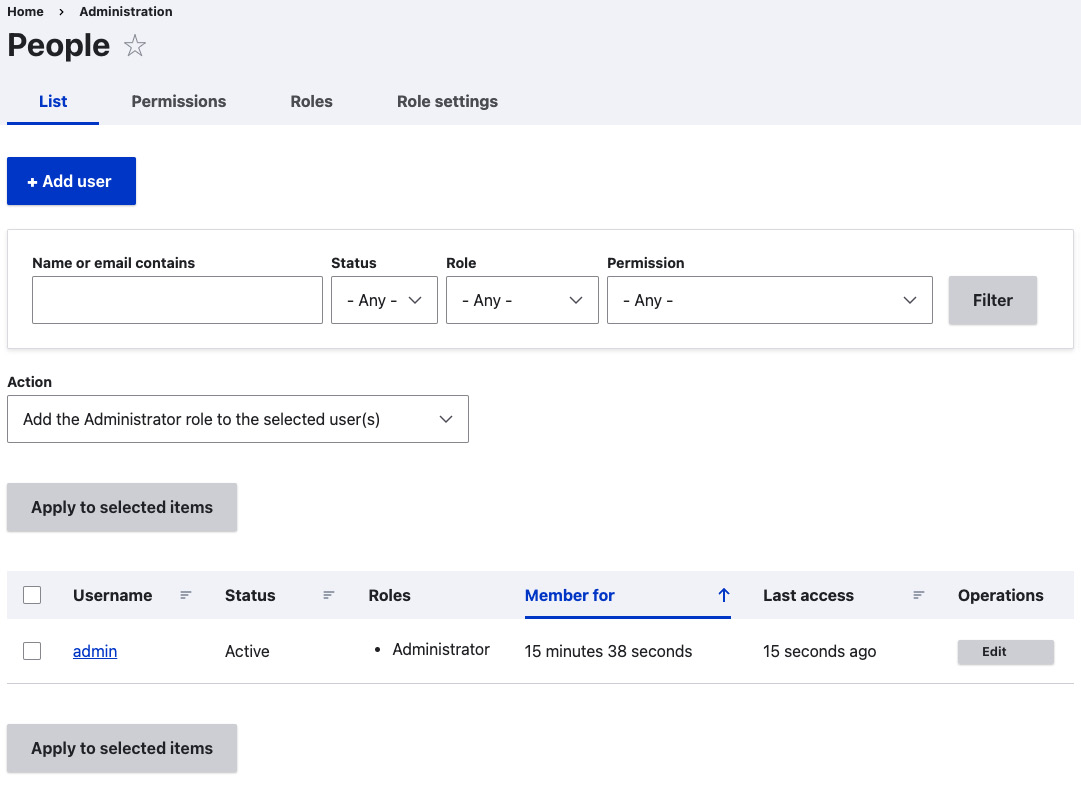 Home › Administration
People
List Permissions Roles Role settings
+ Add user
Name or email contains Status Role Permission
- Any - - Any - - Any - Filter
Action
Add the Administrator role to the selected user(s)
Apply to selected items
Username Status Roles Member for Last access Operations
admin Active • Administrator 15 minutes 38 seconds 15 seconds ago Edit
Apply to selected items